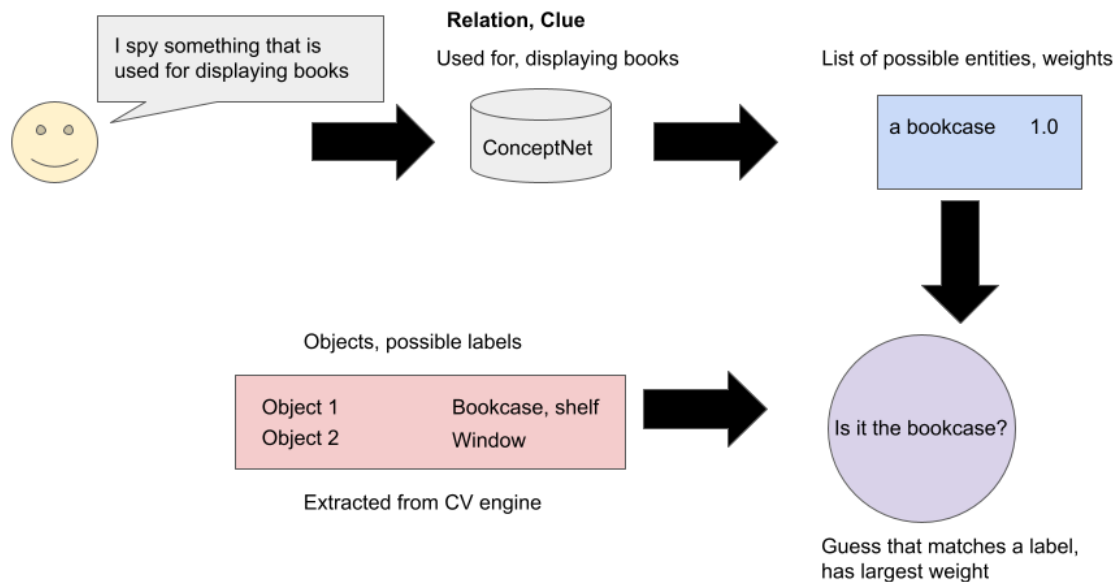 I spy something that is
used for displaying books
Relation, Clue
Used for, displaying books
ConceptNet
List of possible entities, weights
a bookcase 1.0
Objects, possible labels
Object 1 Bookcase, shelf
Object 2 Window
Extracted from CV engine
Is it the bookcase?
Guess that matches a label,
has largest weight